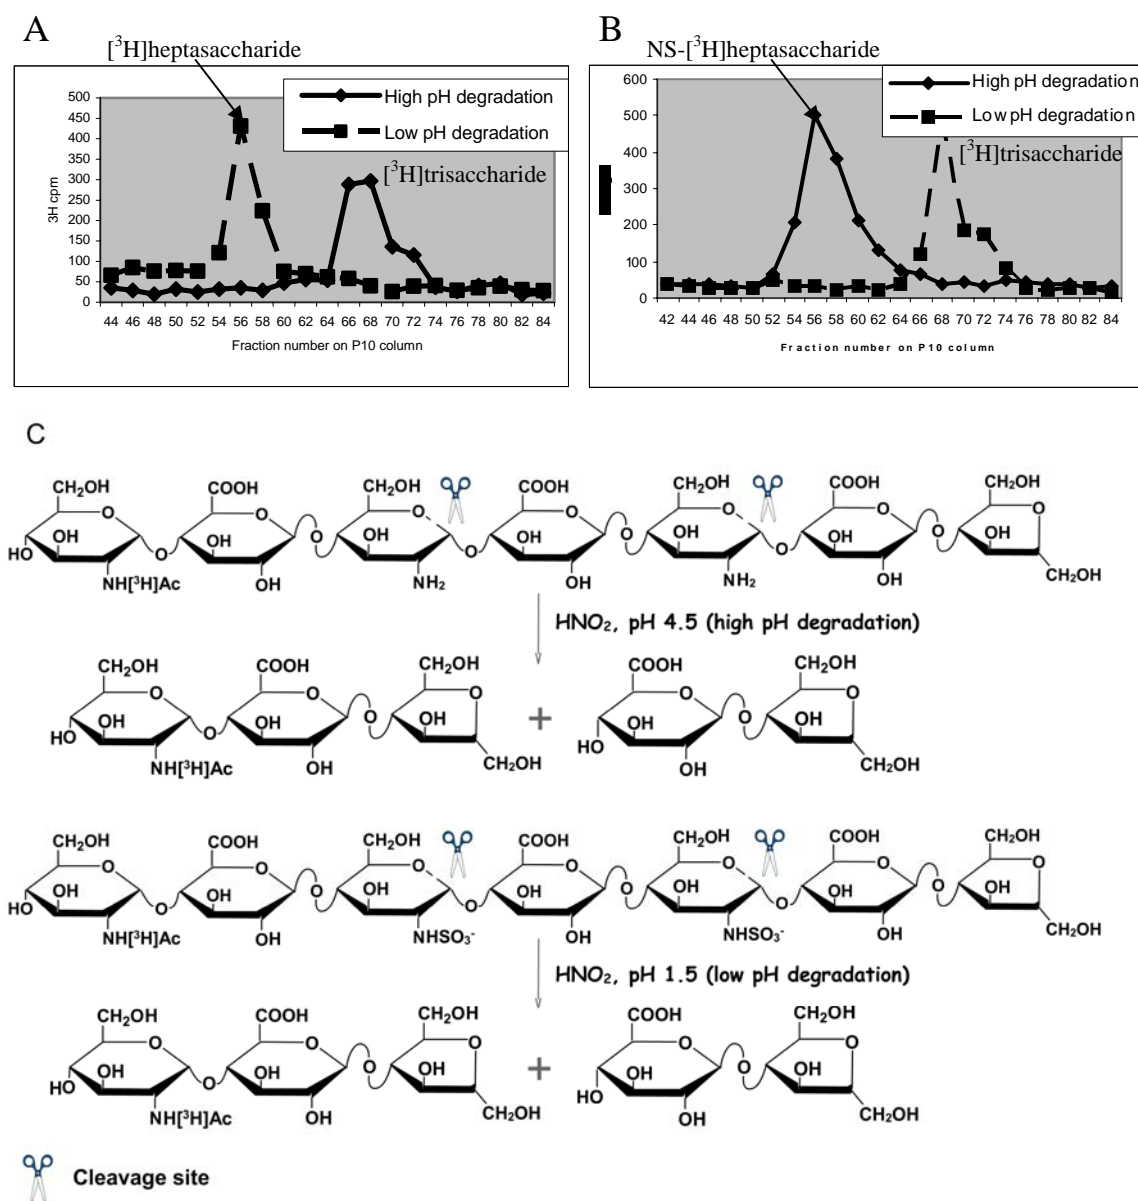 A
[³H]heptasaccharide
High pH degradation
Low pH degradation
[³H]trisaccharide
500
450
400
350
300
250
200
150
100
50
0
3H cpm
44 46 48 50 52 54 56 58 60 62 64 66 68 70 72 74 76 78 80 82 84
Fraction number on P10 column
B
NS-[³H]heptasaccharide
High pH degradation
Low pH degradation
[³H]trisaccharide
600
500
400
300
200
100
0
42 44 46 48 50 52 54 56 58 60 62 64 66 68 70 72 74 76 78 80 82 84
Fraction number on P10 column
C
CH₂OH COOH CH₂OH COOH CH₂OH COOH
O O O O O O O
OH OH OH OH OH OH OH
HO O O O O O O
NH[³H]Ac OH NH₂ OH NH₂ OH CH₂OH
HNO₂, pH 4.5 (high pH degradation)
CH₂OH COOH CH₂OH COOH CH₂OH
O O O O O
OH OH OH + OH OH
HO O O HO O
NH[³H]Ac OH CH₂OH OH CH₂OH
CH₂OH COOH CH₂OH COOH CH₂OH COOH
O O O O O O O
OH OH OH OH OH OH OH
HO O O O O O O
NH[³H]Ac OH NHSO₃⁻ OH NHSO₃⁻ OH CH₂OH
HNO₂, pH 1.5 (low pH degradation)
CH₂OH COOH CH₂OH COOH CH₂OH
O O O O O
OH OH OH + OH OH
HO O O HO O
NH[³H]Ac OH CH₂OH OH CH₂OH
Cleavage site